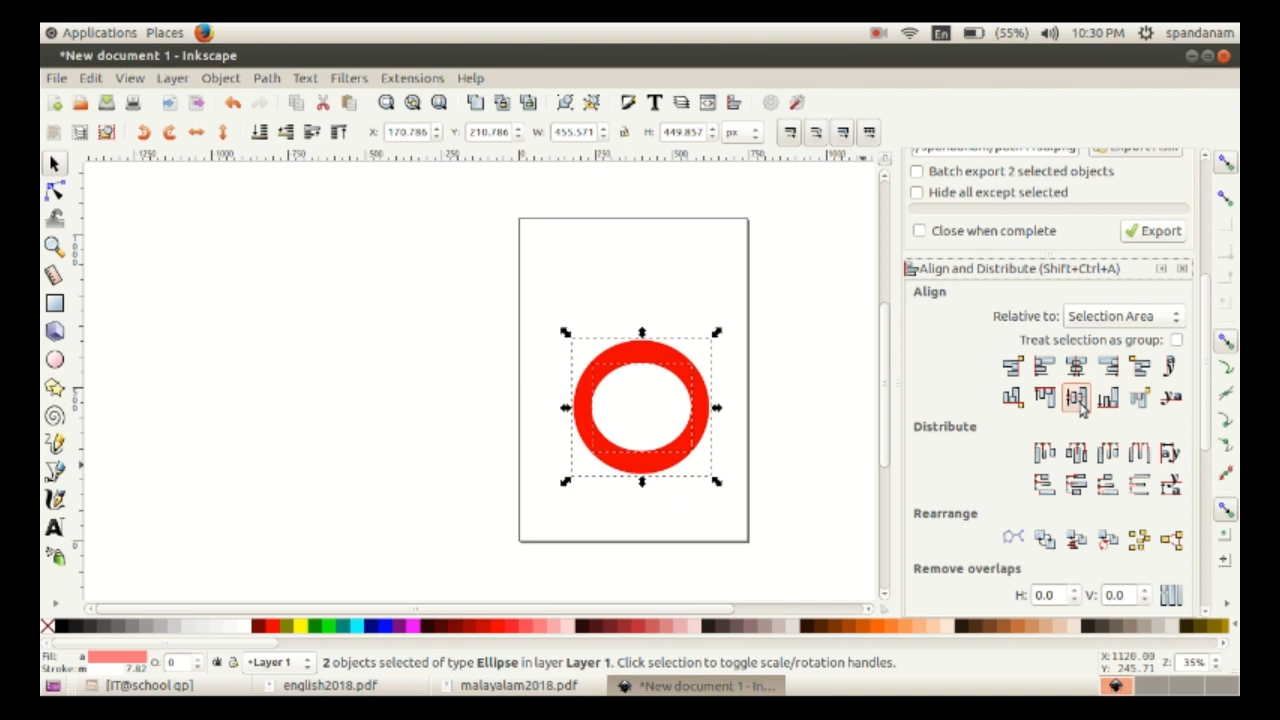 Applications Places En (55%) 10:30 PM spandanam
*New document 1 - Inkscape
File Edit View Layer Object Path Text Filters Extensions Help
X: 170.786 Y: 210.786 W: 455.571 H: 449.857 px
Batch export 2 selected objects
Hide all except selected
Close when complete Export
Align and Distribute (Shift+Ctrl+A)
Align
Relative to: Selection Area
Treat selection as group:
Distribute
Rearrange
Remove overlaps
H: 0.0 V: 0.0
Fill: a
Stroke: m 7.82 O: 0 •Layer 1 2 objects selected of type Ellipse in layer Layer 1. Click selection to toggle scale/rotation handles. X:1120.00 Y: 245.71 Z: 35%
[IT@school qp] english2018.pdf malayalam2018.pdf *New document 1 - In...